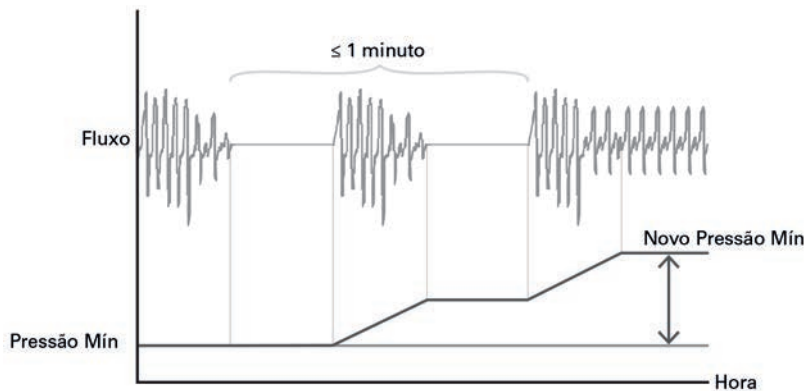 ≤ 1 minuto
Fluxo
Novo Pressão Mín
Pressão Mín
Hora